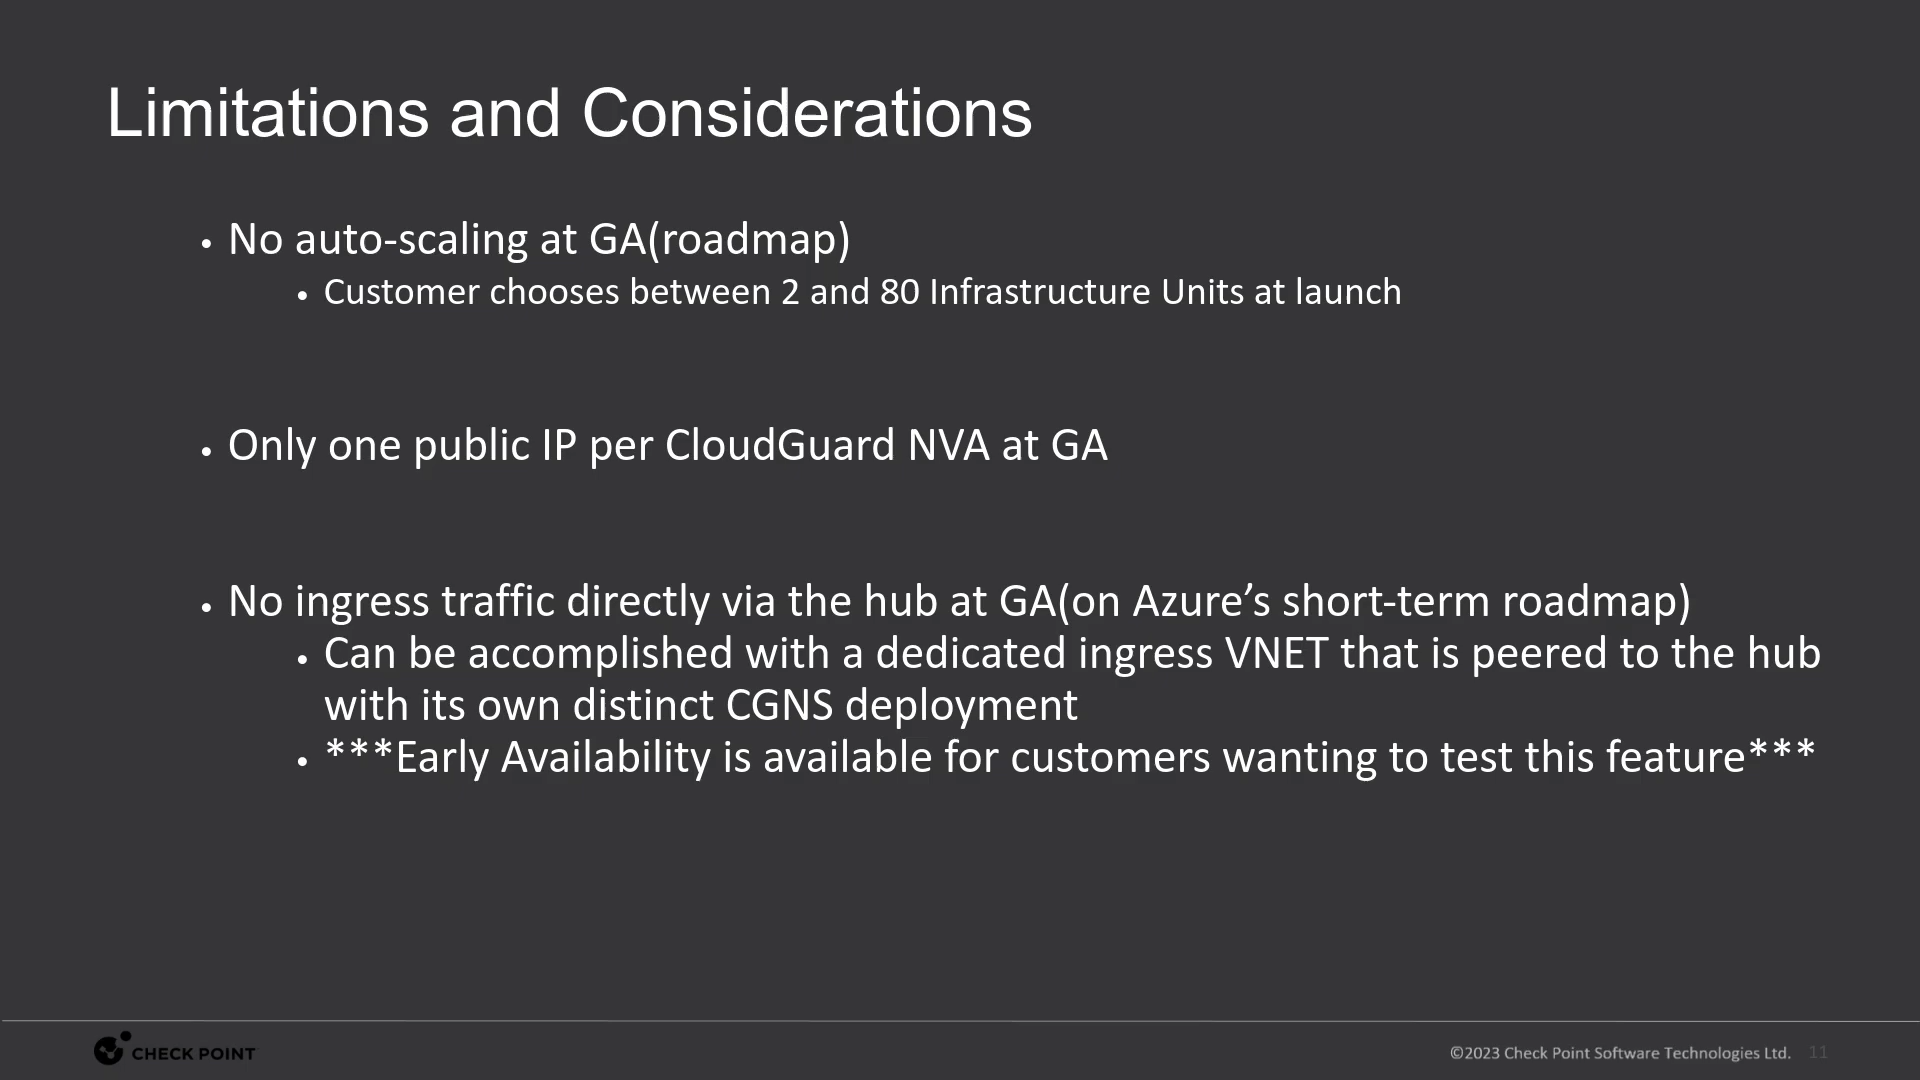 Limitations and Considerations
• No auto-scaling at GA(roadmap)
• Customer chooses between 2 and 80 Infrastructure Units at launch
• Only one public IP per CloudGuard NVA at GA
• No ingress traffic directly via the hub at GA(on Azure’s short-term roadmap)
• Can be accomplished with a dedicated ingress VNET that is peered to the hub
with its own distinct CGNS deployment
• ***Early Availability is available for customers wanting to test this feature***
CHECK POINT
©2023 Check Point Software Technologies Ltd. 11